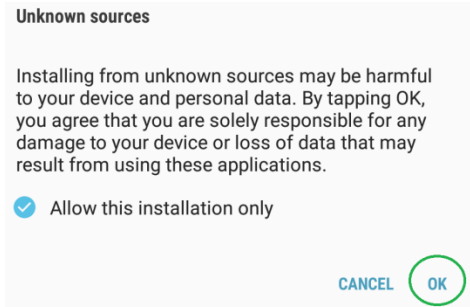 Unknown sources
Installing from unknown sources may be harmful
to your device and personal data. By tapping OK,
you agree that you are solely responsible for any
damage to your device or loss of data that may
result from using these applications.
Allow this installation only
CANCEL OK